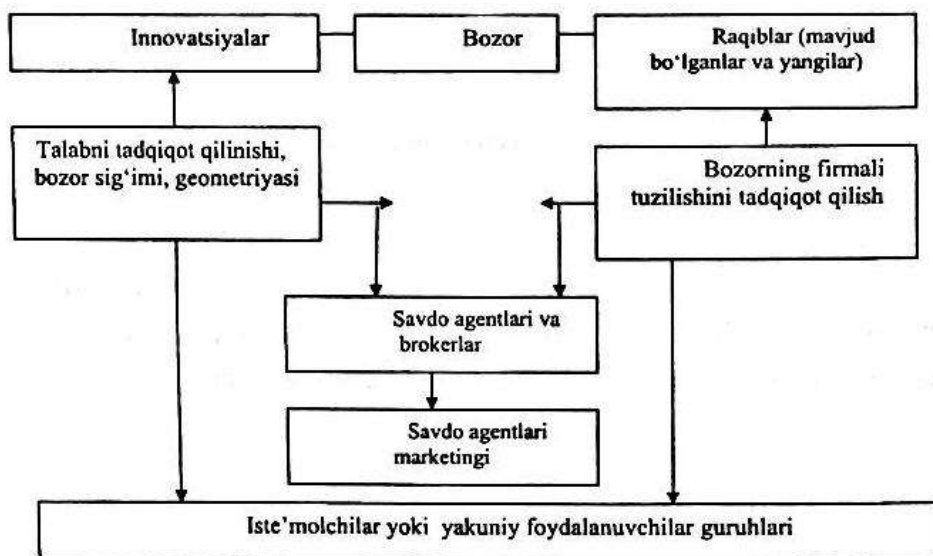 Innovatsiyalar
Bozor
Raqiblar (mavjud
bo‘lganlar va yangilar)
Talabni tadqiqot qilinishi,
bozor sig‘imi, geometriyasi
Bozorning firmali
tuzilishini tadqiqot qilish
Savdo agentlari va
brokerlar
Savdo agentlari
marketingi
Iste’molchilar yoki yakuniy foydalanuvchilar guruhlari